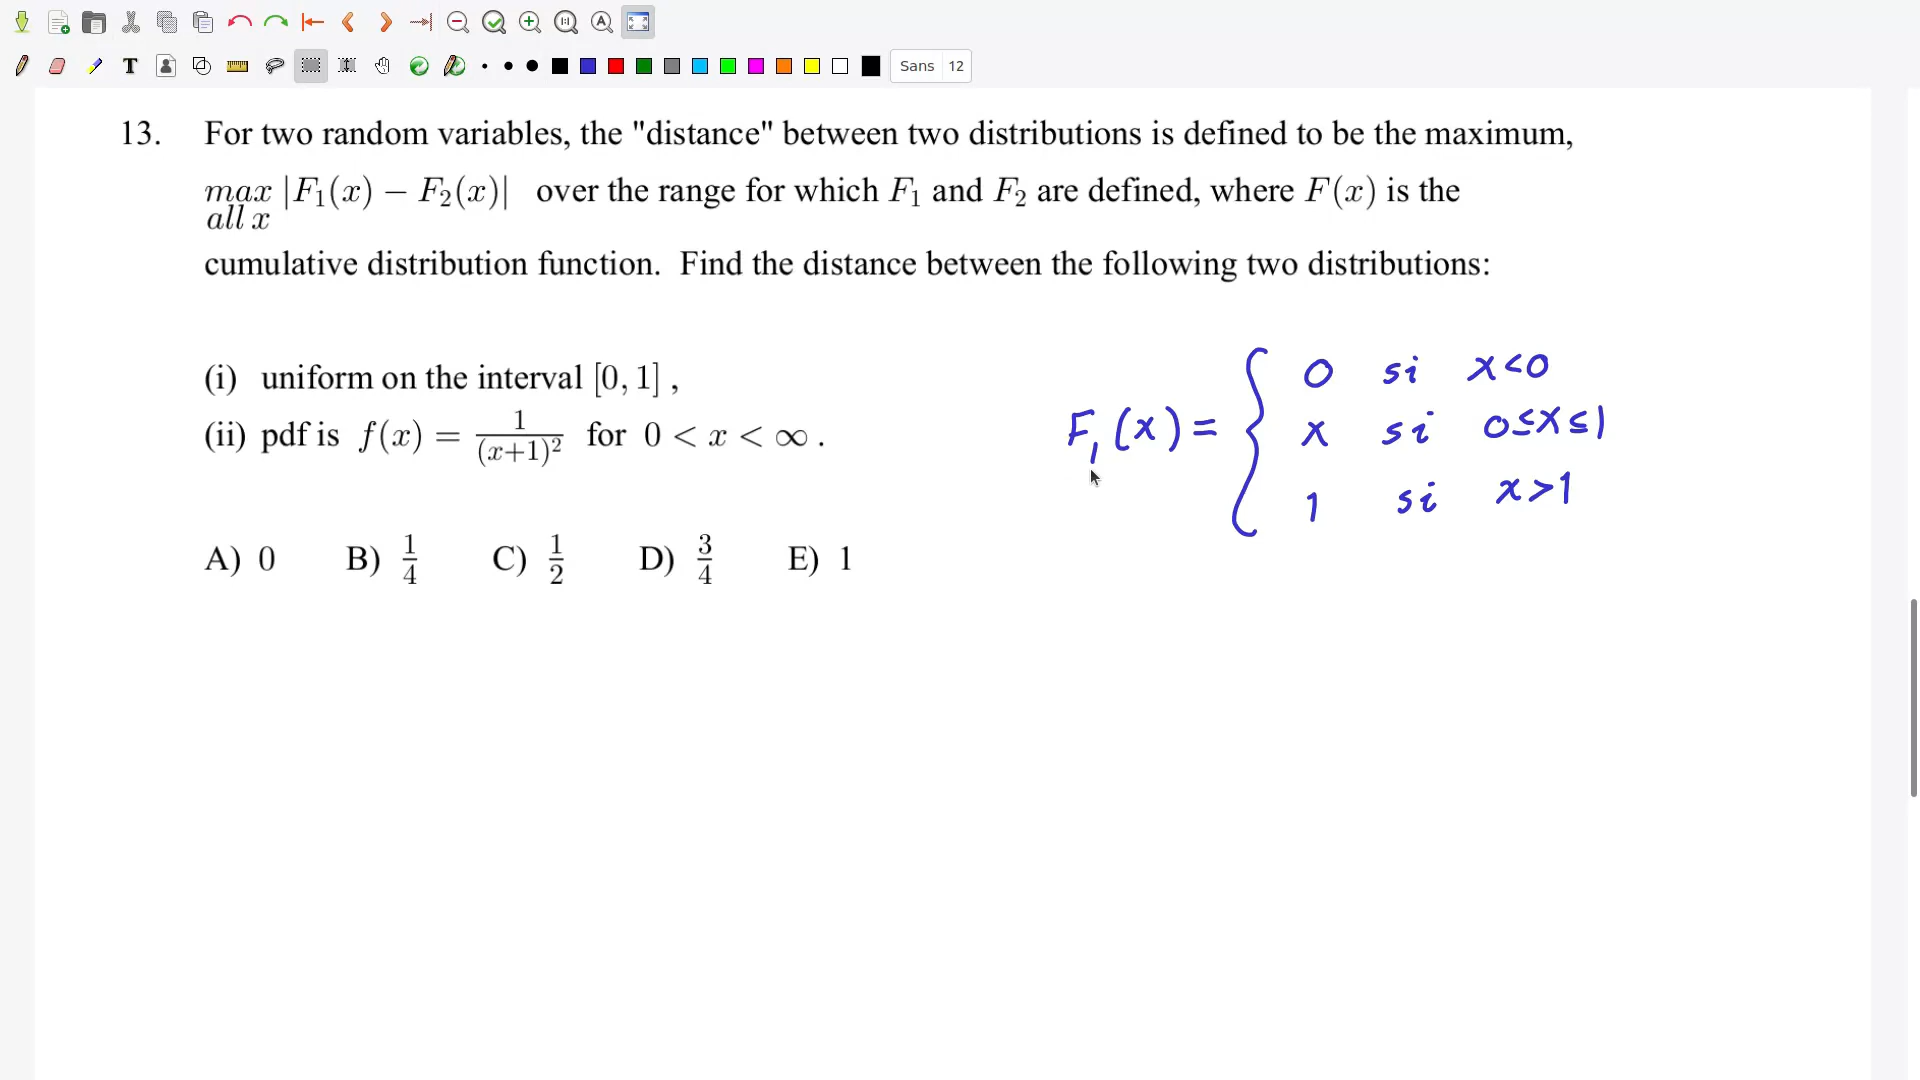 T
Sans 12
13. For two random variables, the "distance" between two distributions is defined to be the maximum,
max |F₁(x) − F₂(x)| over the range for which F₁ and F₂ are defined, where F(x) is the
all x
cumulative distribution function. Find the distance between the following two distributions:
(i) uniform on the interval [0, 1] ,
(ii) pdf is f(x) = 1/(x+1)² for 0 < x < ∞ .
A) 0 B) 1/4 C) 1/2 D) 3/4 E) 1
0 si x<0
F₁(x) = { x si 0≤x≤1
1 si x>1